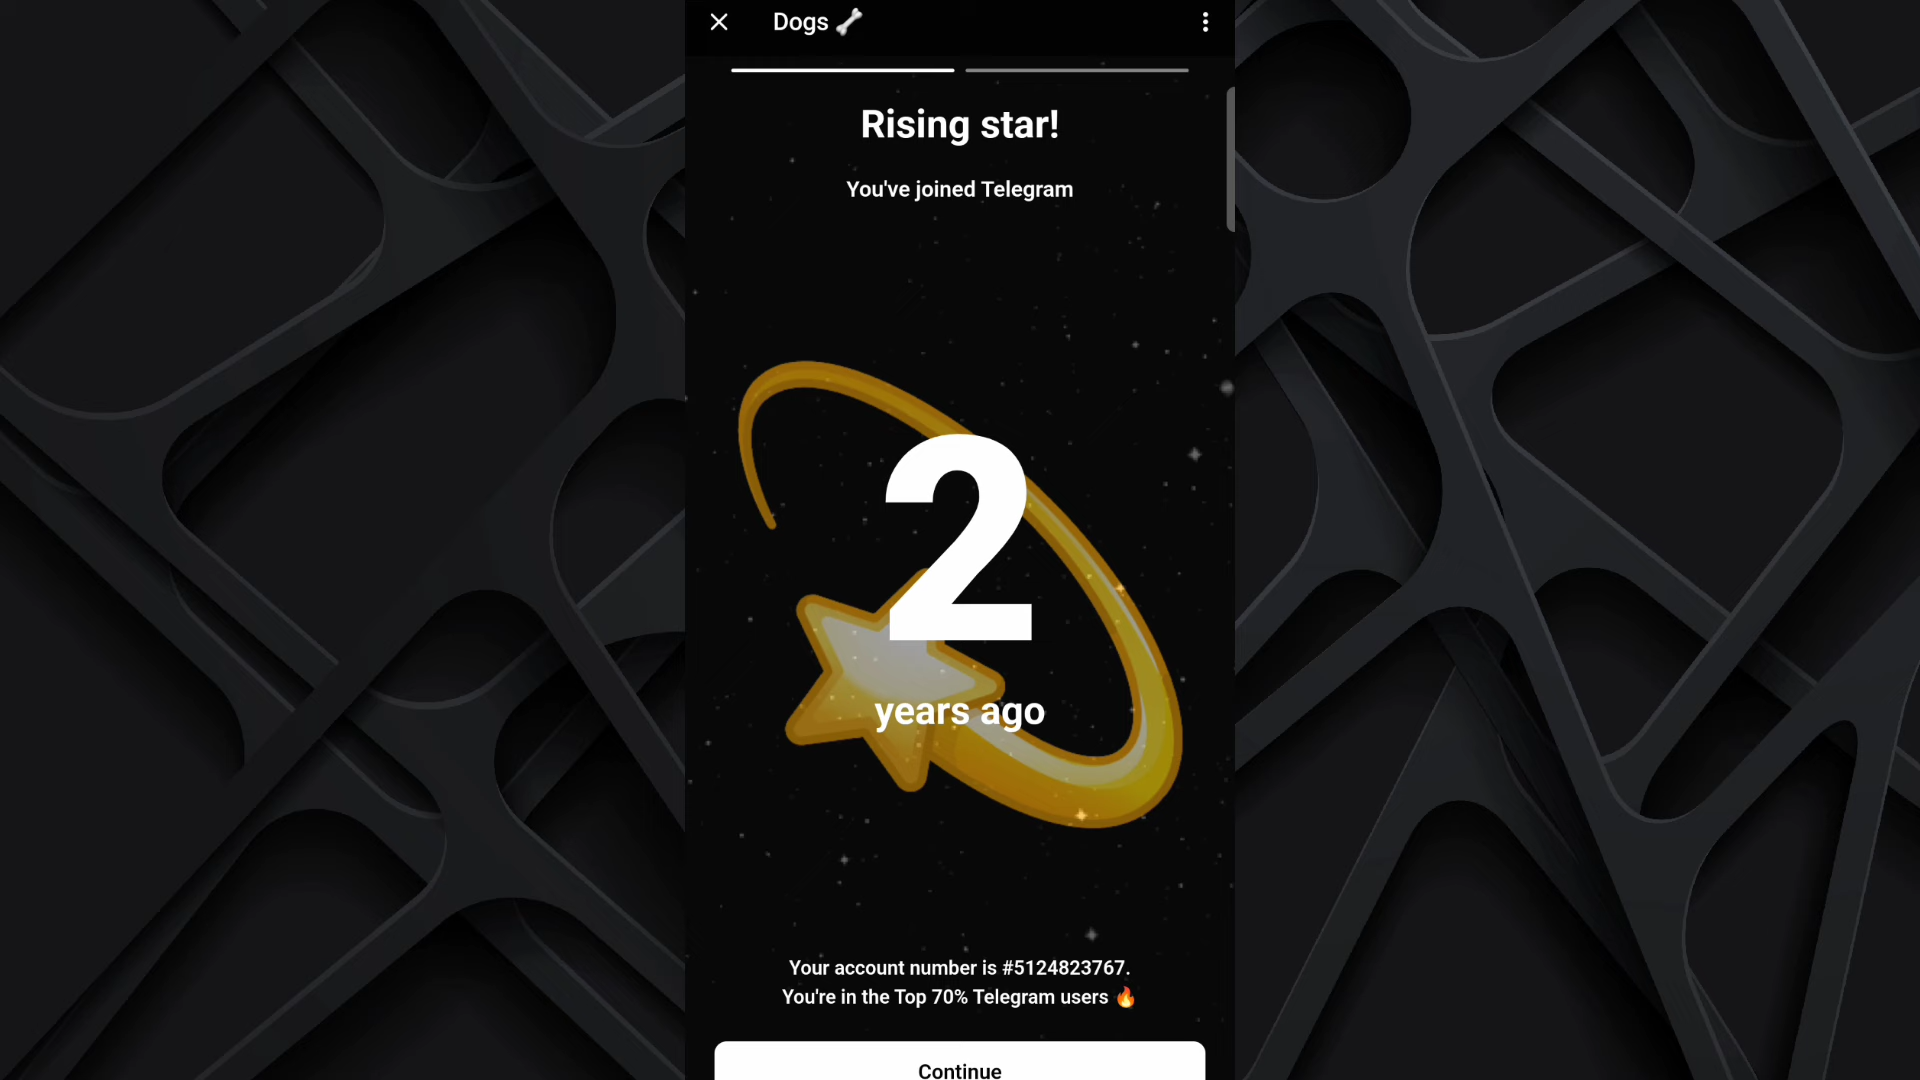 Dogs 🦴
Rising star!
You've joined Telegram
2
years ago
Your account number is #5124823767.
You're in the Top 70% Telegram users 🔥
Continue